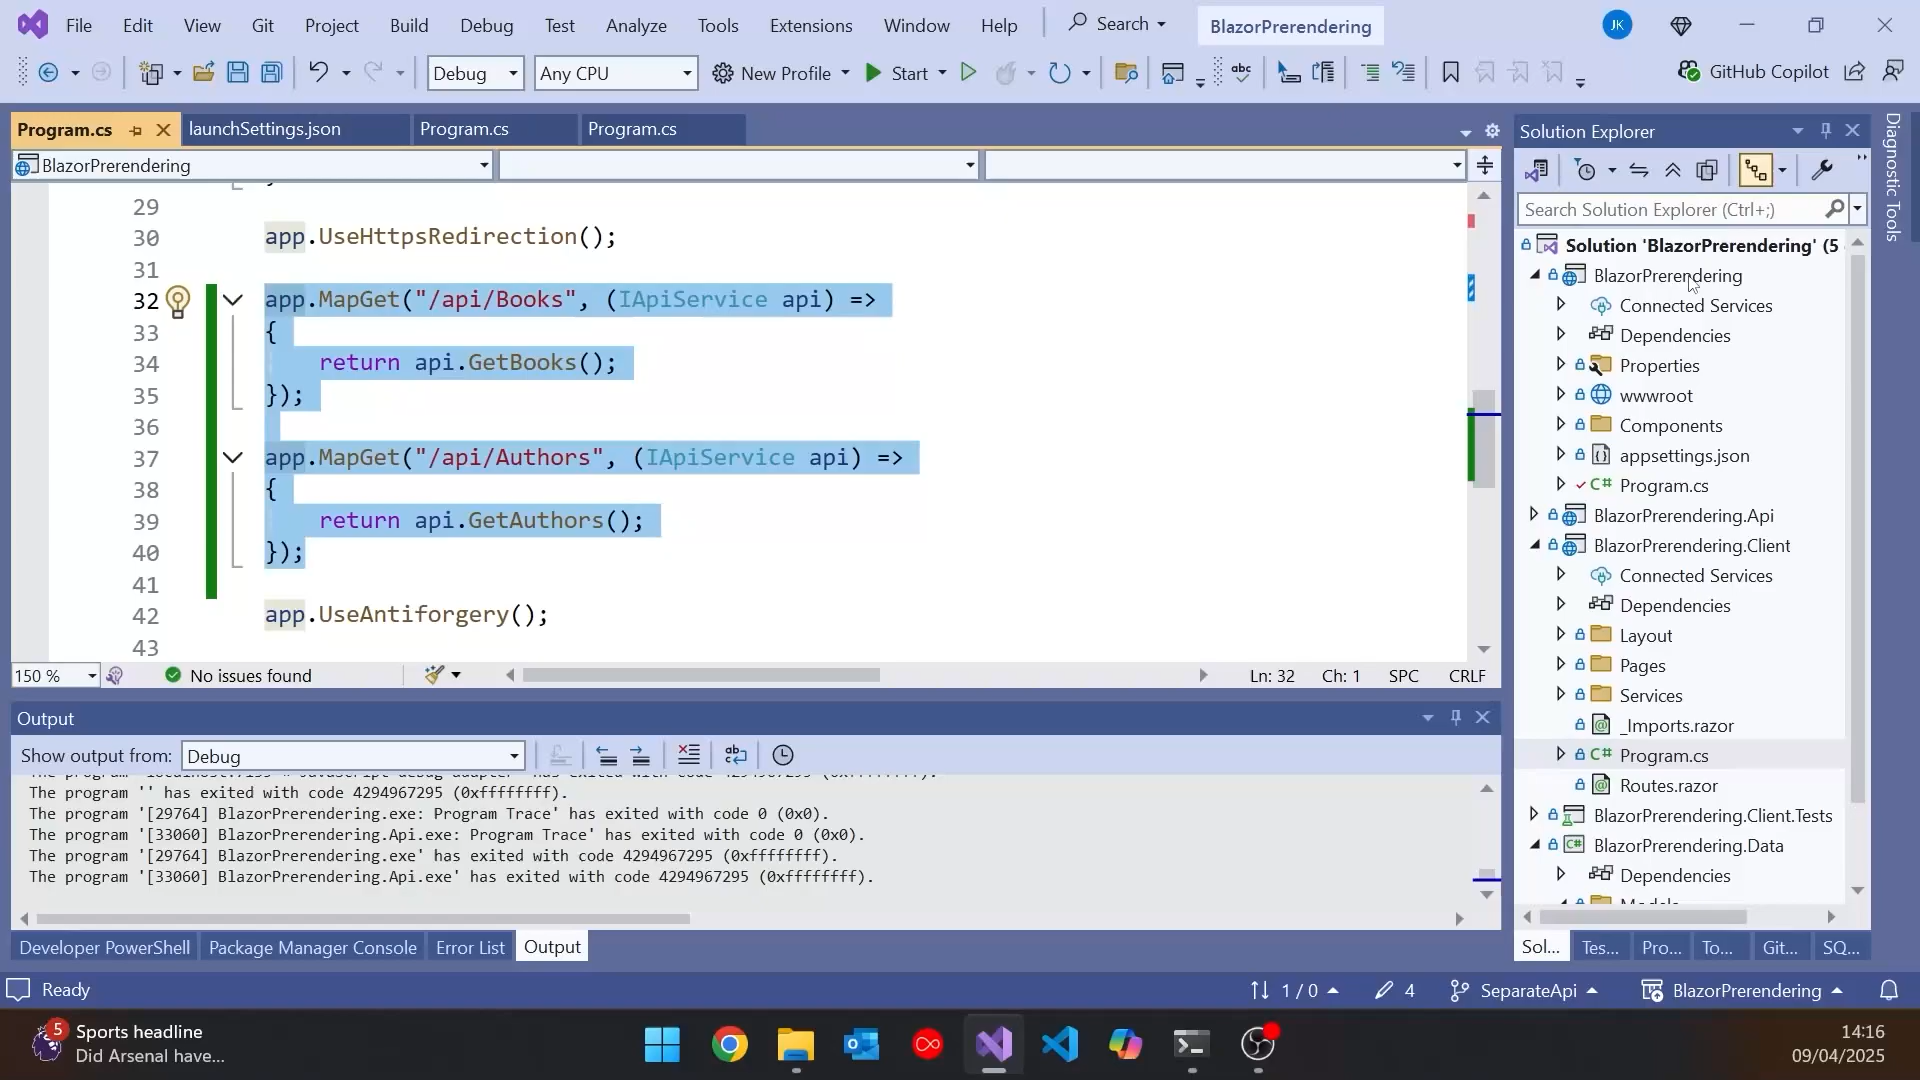 File Edit View Git Project Build Debug Test Analyze Tools Extensions Window Help Search BlazorPrerendering JK
Debug Any CPU New Profile Start abc GitHub Copilot
Program.cs launchSettings.json Program.cs Program.cs
BlazorPrerendering
29
30 app.UseHttpsRedirection();
31
32 app.MapGet("/api/Books", (IApiService api) =>
33 {
34 return api.GetBooks();
35 });
36
37 app.MapGet("/api/Authors", (IApiService api) =>
38 {
39 return api.GetAuthors();
40 });
41
42 app.UseAntiforgery();
43
150 % No issues found Ln: 32 Ch: 1 SPC CRLF
Output
Show output from: Debug
The program '' has exited with code 4294967295 (0xffffffff).
The program '[29764] BlazorPrerendering.exe: Program Trace' has exited with code 0 (0x0).
The program '[33060] BlazorPrerendering.Api.exe: Program Trace' has exited with code 0 (0x0).
The program '[29764] BlazorPrerendering.exe' has exited with code 4294967295 (0xffffffff).
The program '[33060] BlazorPrerendering.Api.exe' has exited with code 4294967295 (0xffffffff).
Developer PowerShell Package Manager Console Error List Output
Solution Explorer
Search Solution Explorer (Ctrl+;)
Solution 'BlazorPrerendering' (5
BlazorPrerendering
Connected Services
Dependencies
Properties
wwwroot
Components
appsettings.json
C# Program.cs
BlazorPrerendering.Api
BlazorPrerendering.Client
Connected Services
Dependencies
Layout
Pages
Services
_Imports.razor
C# Program.cs
Routes.razor
BlazorPrerendering.Client.Tests
C# BlazorPrerendering.Data
Dependencies
Sol... Tes... Pro... To... Git... SQ...
Diagnostic Tools
Ready 1 / 0 4 SeparateApi BlazorPrerendering
5 Sports headline
Did Arsenal have...
14:16
09/04/2025